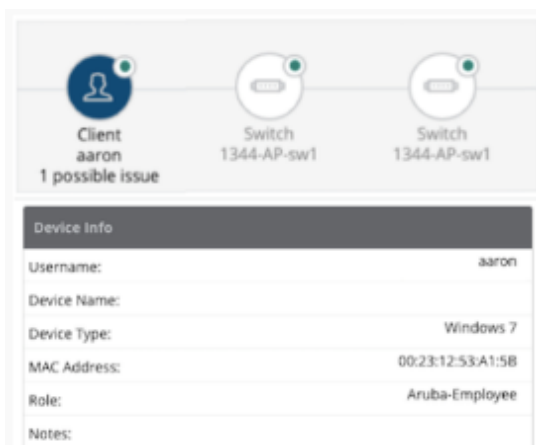 Client
aaron
1 possible issue
Switch
1344-AP-sw1
Switch
1344-AP-sw1
Device Info
Username: aaron
Device Name:
Device Type: Windows 7
MAC Address: 00:23:12:53:A1:5B
Role: Aruba-Employee
Notes: